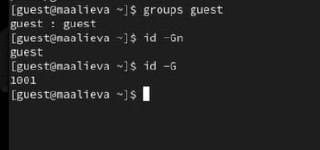 [guest@maalieva ~]$ groups guest
guest : guest
[guest@maalieva ~]$ id -Gn
guest
[guest@maalieva ~]$ id -G
1001
[guest@maalieva ~]$